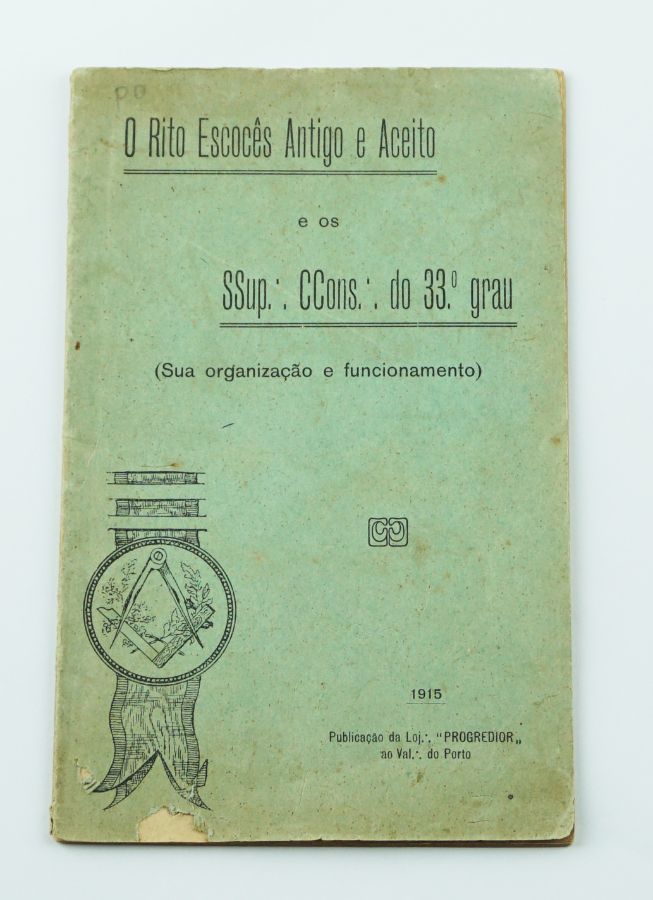 po
O Rito Escocês Antigo e Aceito
e os
SSup.·. CCons.·. do 33.º grau
(Sua organização e funcionamento)
1915
Publicação da Loj.·. "PROGREDIOR„
ao Val.·. do Porto